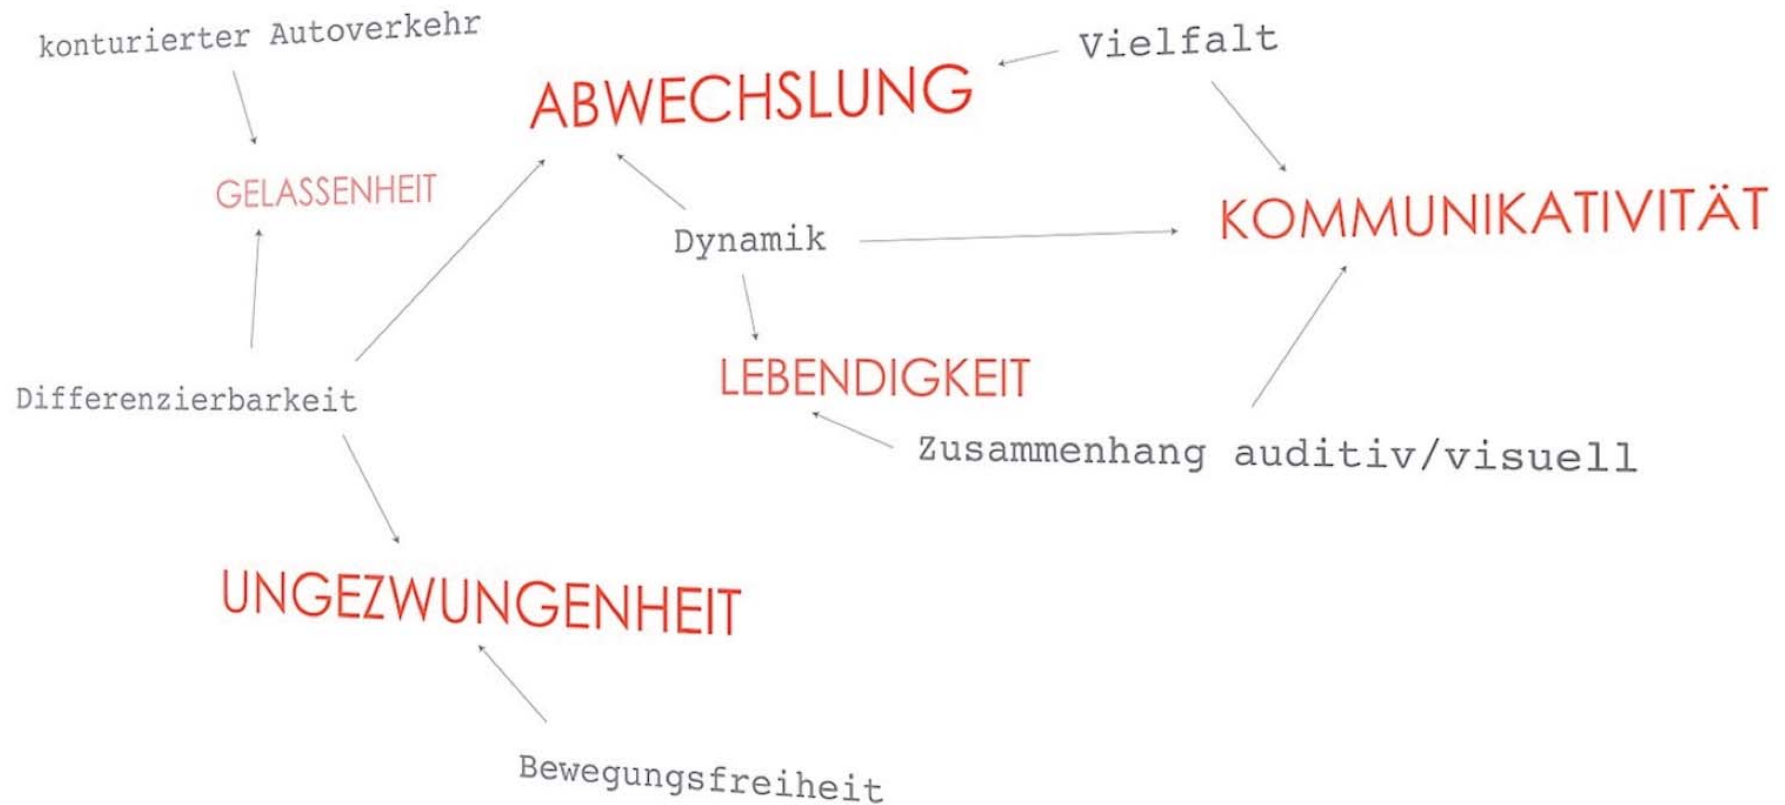 konturierter Autoverkehr
Vielfalt
ABWECHSLUNG
GELASSENHEIT
KOMMUNIKATIVITÄT
Dynamik
LEBENDIGKEIT
Differenzierbarkeit
Zusammenhang auditiv/visuell
UNGEZWUNGENHEIT
Bewegungsfreiheit